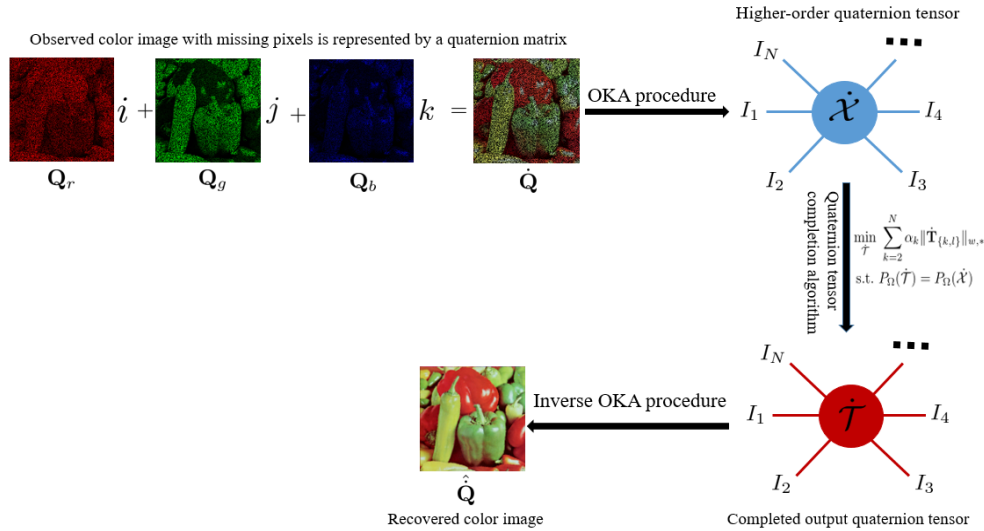 Higher-order quaternion tensor
Observed color image with missing pixels is represented by a quaternion matrix
i + j + k =
Q_r Q_g Q_b Q̇
OKA procedure
I_N
I_1 Ẋ I_4
I_2 I_3
Quaternion tensor
completion algorithm
min_Ṫ ∑_{k=2}^{N} α_k‖Ṫ_{\{k,l\}}‖_{w,*}
s.t. P_Ω(Ṫ) = P_Ω(Ẋ)
I_N
I_1 Ṫ I_4
I_2 I_3
Inverse OKA procedure
Q̇̂
Recovered color image
Completed output quaternion tensor